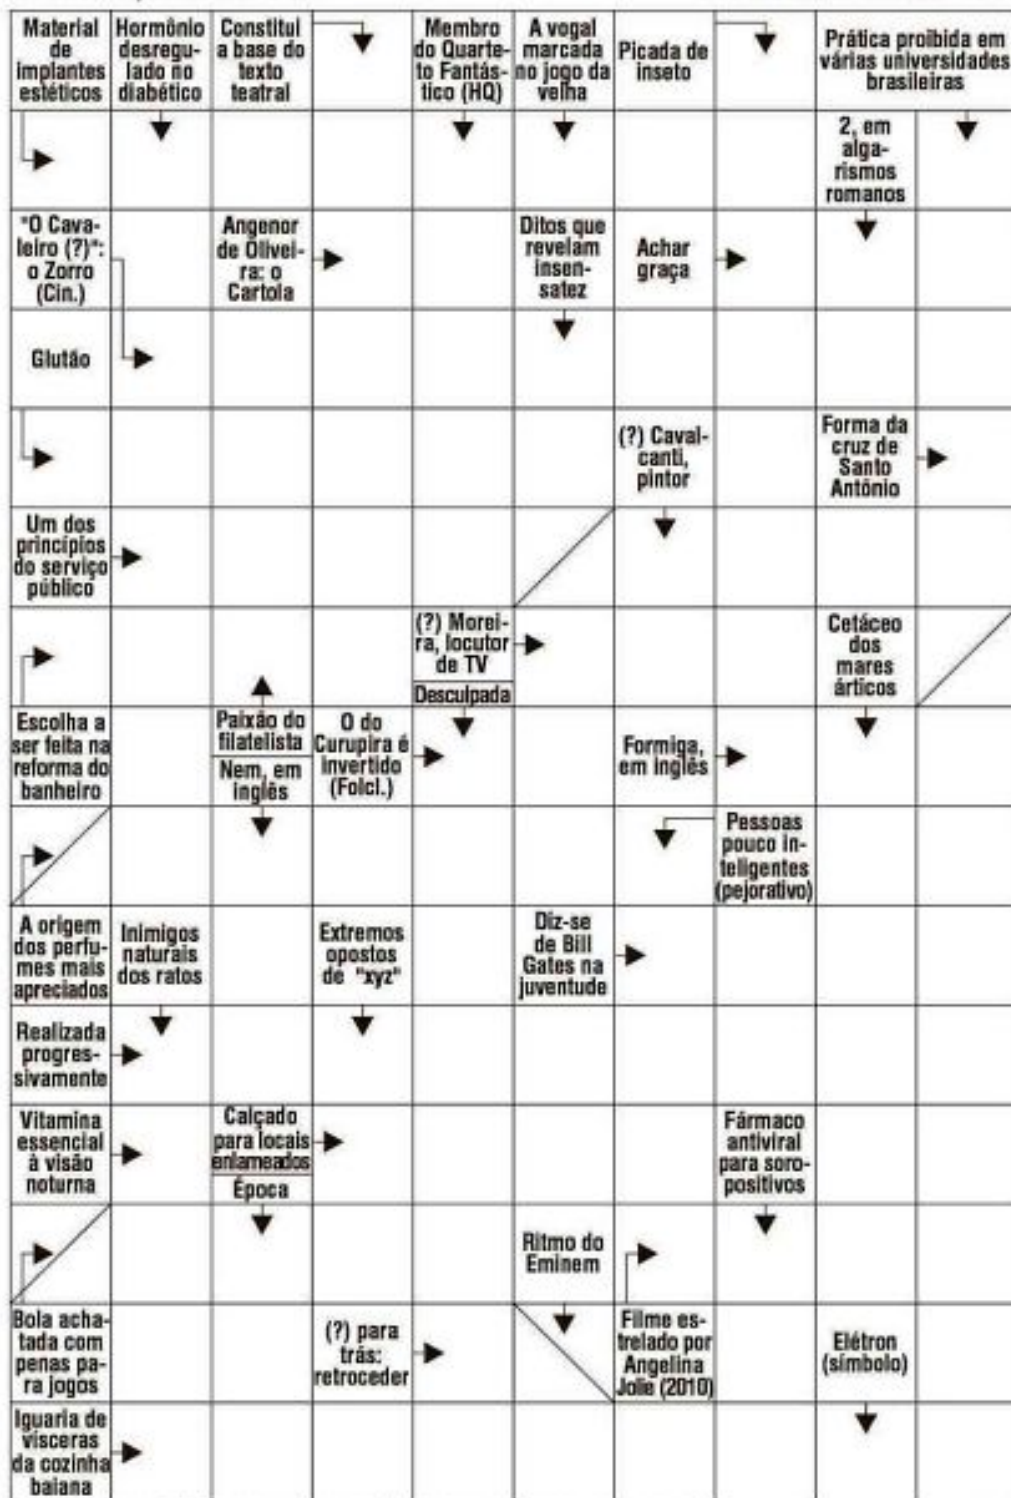 Material
de
implantes
estéticos
Hormônio
desregu-
lado no
diabético
Constitui
a base do
texto
teatral
Membro
do Quarte-
to Fantás-
tico (HQ)
A vogal
marcada
no jogo da
velha
Picada de
inseto
Prática proibida em
várias universidades
brasileiras
2, em
alga-
rismos
romanos
"O Cava-
leiro (?)":
o Zorro
(Cin.)
Angenor
de Olivei-
ra: o
Cartola
Ditos que
revelam
insen-
satez
Achar
graça
Glutão
(?) Caval-
canti,
pintor
Forma da
cruz de
Santo
Antônio
Um dos
princípios
do serviço
público
(?) Morei-
ra, locutor
de TV
Desculpada
Cetáceo
dos
mares
árticos
Escolha a
ser feita na
reforma do
banheiro
Paixão do
filatelista
Nem, em
inglês
O do
Curupira é
invertido
(Folcl.)
Formiga,
em inglês
Pessoas
pouco in-
teligentes
(pejorativo)
A origem
dos perfu-
mes mais
apreciados
Inimigos
naturais
dos ratos
Extremos
opostos
de "xyz"
Diz-se
de Bill
Gates na
juventude
Realizada
progres-
sivamente
Vitamina
essencial
à visão
noturna
Calçado
para locais
enlameados
Época
Fármaco
antiviral
para soro-
positivos
Ritmo do
Eminem
Bola acha-
tada com
penas pa-
ra jogos
(?) para
trás:
retroceder
Filme es-
trelado por
Angelina
Jolie (2010)
Elétron
(símbolo)
Iguaria de
vísceras
da cozinha
baiana